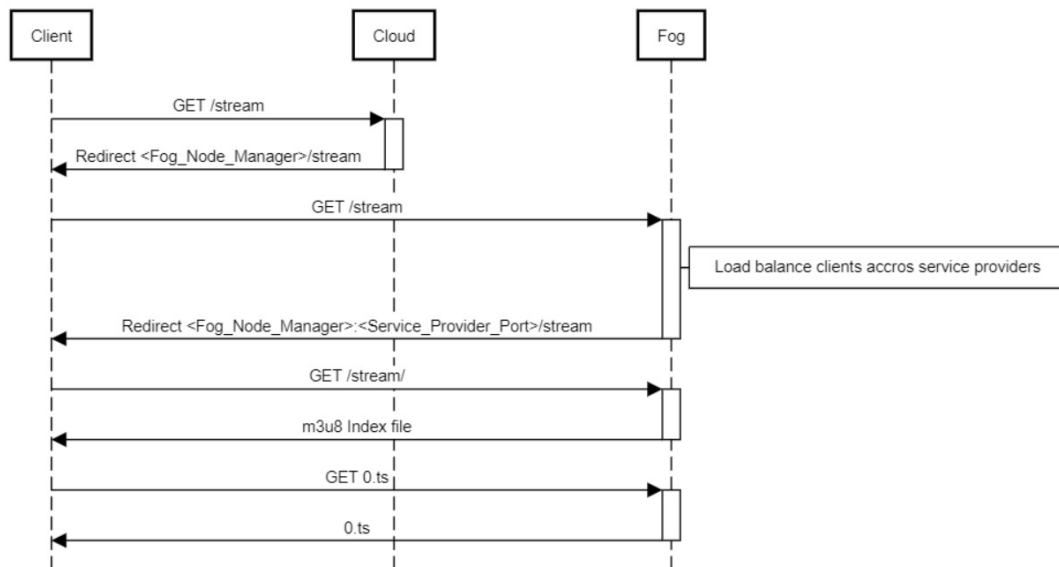 Client
Cloud
Fog
GET /stream
Redirect <Fog_Node_Manager>/stream
GET /stream
Load balance clients accros service providers
Redirect <Fog_Node_Manager>:<Service_Provider_Port>/stream
GET /stream/
m3u8 Index file
GET 0.ts
0.ts